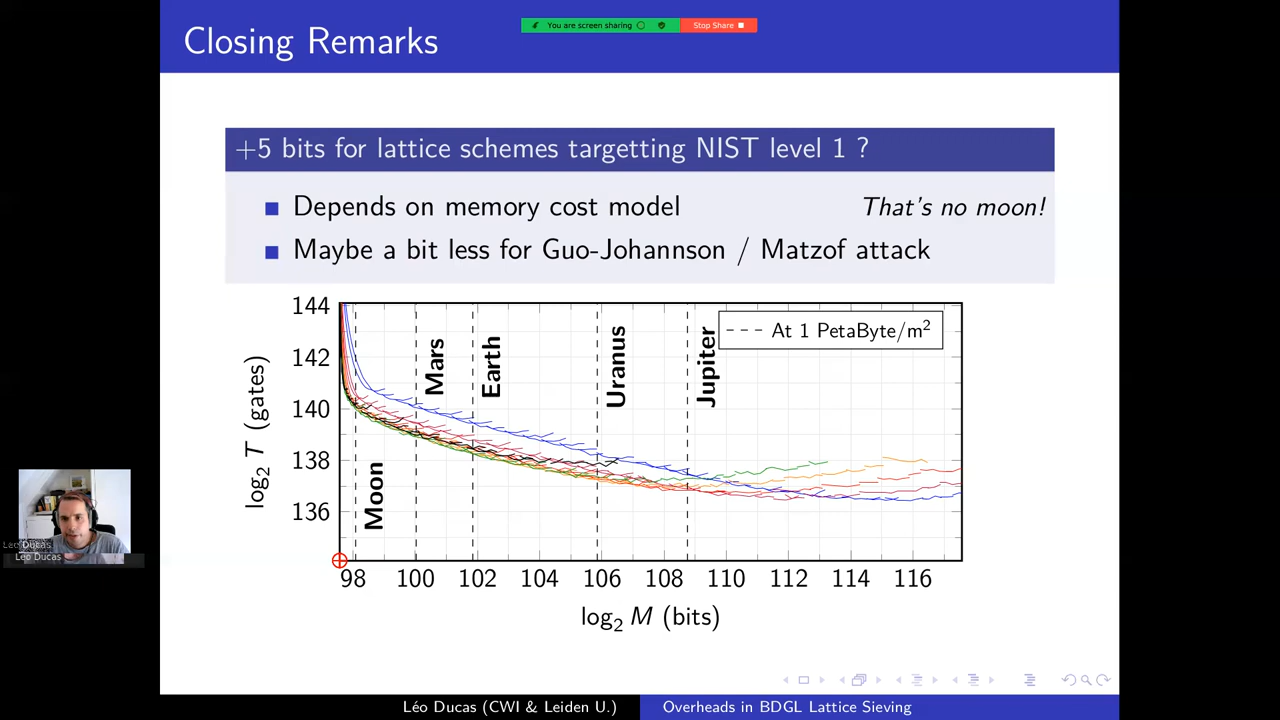 Closing Remarks
You are screen sharing
Stop Share
+5 bits for lattice schemes targetting NIST level 1 ?
Depends on memory cost model
That's no moon!
Maybe a bit less for Guo-Johannson / Matzof attack
log₂ T (gates)
144
142
140
138
136
Moon
Mars
Earth
Uranus
Jupiter
At 1 PetaByte/m²
98 100 102 104 106 108 110 112 114 116
log₂ M (bits)
Leo Ducas
Léo Ducas
Léo Ducas (CWI & Leiden U.)
Overheads in BDGL Lattice Sieving